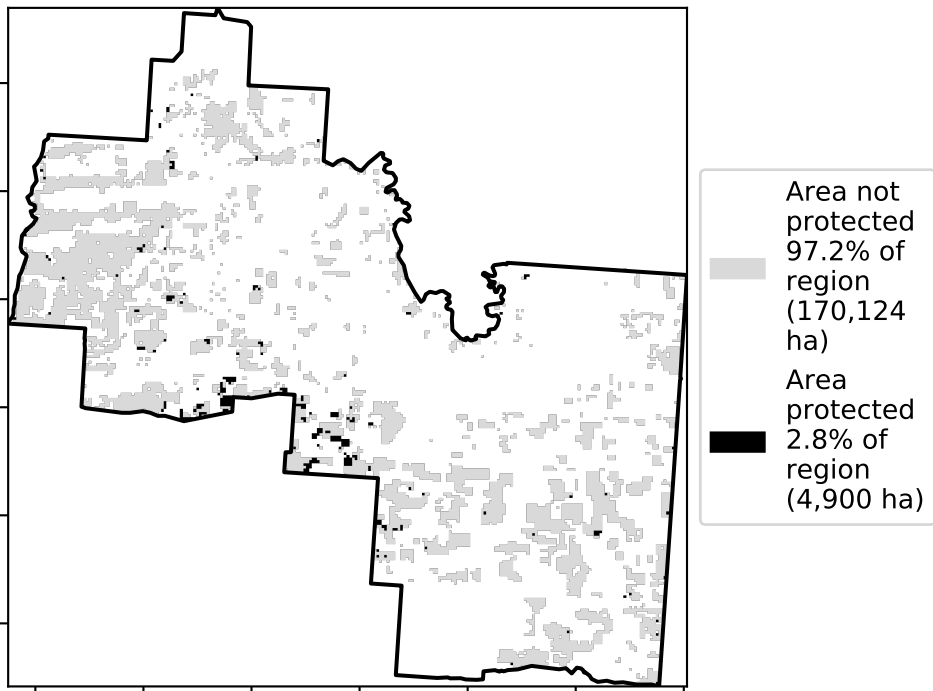 Area not
protected
97.2% of
region
(170,124
ha)
Area
protected
2.8% of
region
(4,900 ha)